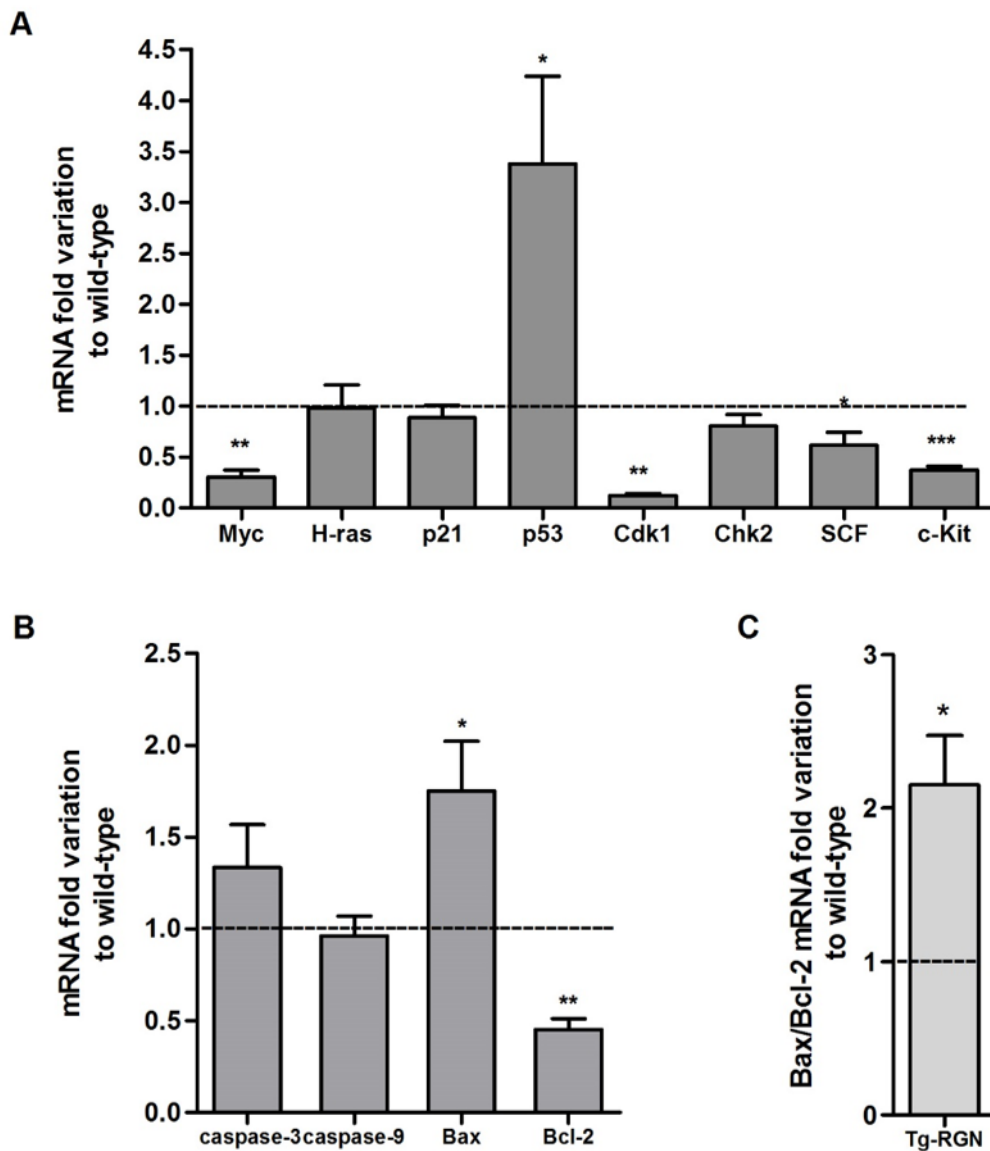 A
mRNA fold variation
to wild-type
4.5
4.0
3.5
3.0
2.5
2.0
1.5
1.0
0.5
0.0
*
**
**
*
***
Myc H-ras p21 p53 Cdk1 Chk2 SCF c-Kit
B
mRNA fold variation
to wild-type
2.5
2.0
1.5
1.0
0.5
0.0
*
**
caspase-3 caspase-9 Bax Bcl-2
C
Bax/Bcl-2 mRNA fold variation
to wild-type
3
2
1
0
*
Tg-RGN